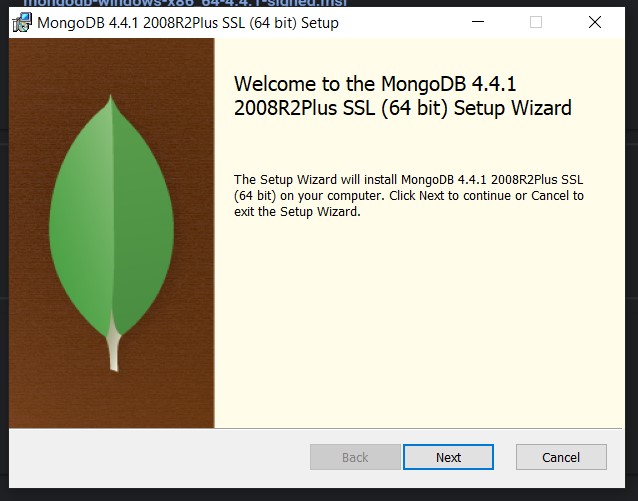 mongodb-windows-x86_64-4.4.1-signed.msi
MongoDB 4.4.1 2008R2Plus SSL (64 bit) Setup
Welcome to the MongoDB 4.4.1
2008R2Plus SSL (64 bit) Setup Wizard
The Setup Wizard will install MongoDB 4.4.1 2008R2Plus SSL
(64 bit) on your computer. Click Next to continue or Cancel to
exit the Setup Wizard.
Back
Next
Cancel